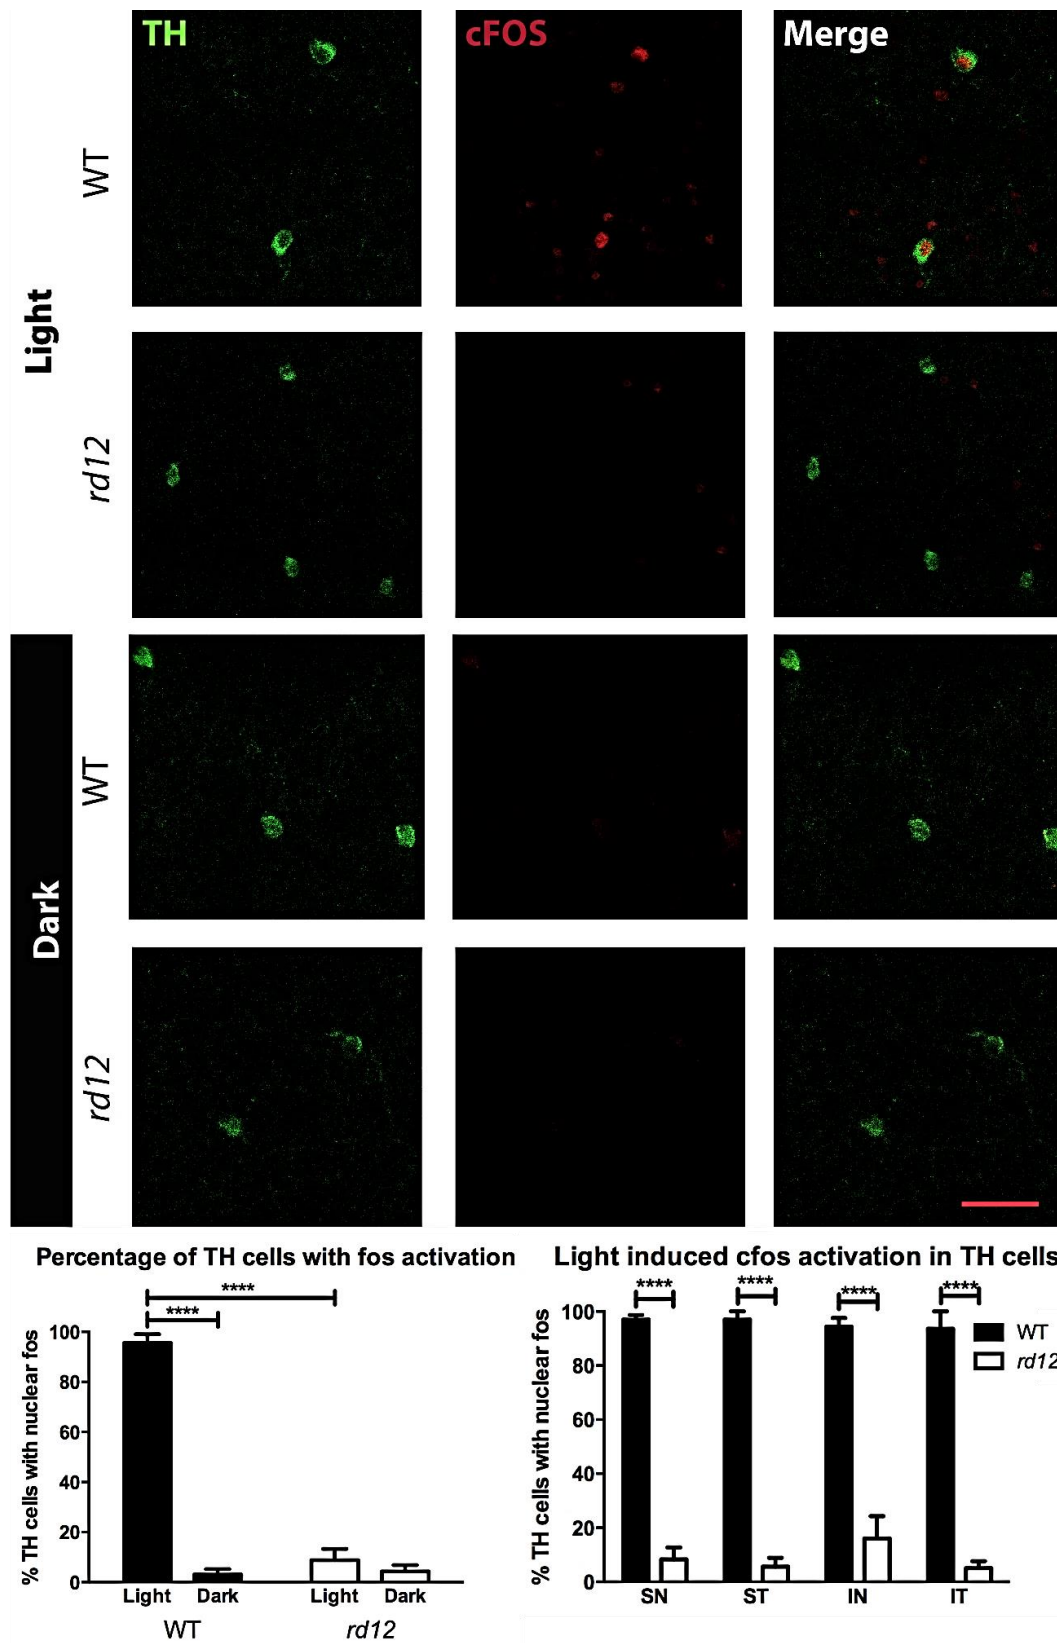 TH
cFOS
Merge
Light
WT
rd12
Dark
WT
rd12
Percentage of TH cells with fos activation
****
****
% TH cells with nuclear fos
100
80
60
40
20
0
Light Dark Light Dark
WT rd12
Light induced cfos activation in TH cells
**** **** **** ****
% TH cells with nuclear fos
100
80
60
40
20
0
SN ST IN IT
WT
rd12